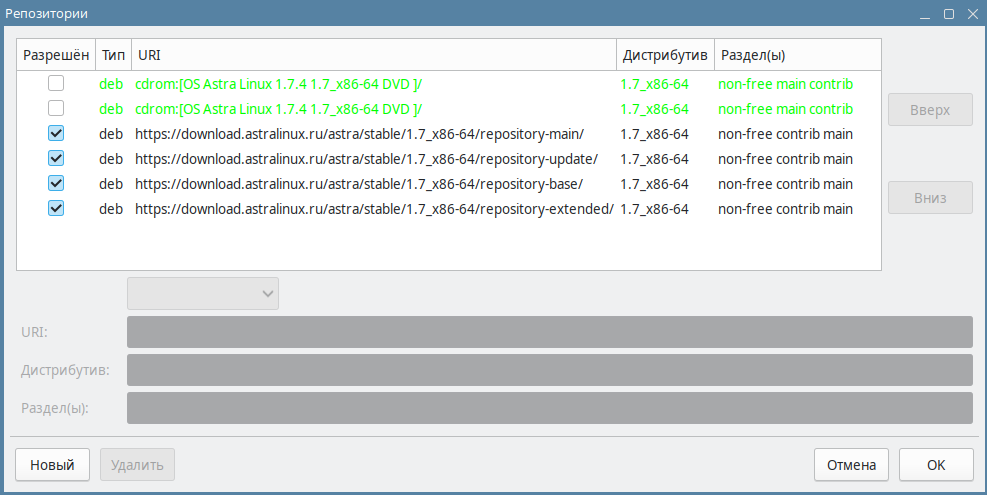 Репозитории
Разрешён Тип URI Дистрибутив Раздел(ы)
deb cdrom:[OS Astra Linux 1.7.4 1.7_x86-64 DVD ]/ 1.7_x86-64 non-free main contrib
deb cdrom:[OS Astra Linux 1.7.4 1.7_x86-64 DVD ]/ 1.7_x86-64 non-free main contrib
deb https://download.astralinux.ru/astra/stable/1.7_x86-64/repository-main/ 1.7_x86-64 non-free contrib main
deb https://download.astralinux.ru/astra/stable/1.7_x86-64/repository-update/ 1.7_x86-64 non-free contrib main
deb https://download.astralinux.ru/astra/stable/1.7_x86-64/repository-base/ 1.7_x86-64 non-free contrib main
deb https://download.astralinux.ru/astra/stable/1.7_x86-64/repository-extended/ 1.7_x86-64 non-free contrib main
Вверх
Вниз
URI:
Дистрибутив:
Раздел(ы):
Новый Удалить Отмена OK